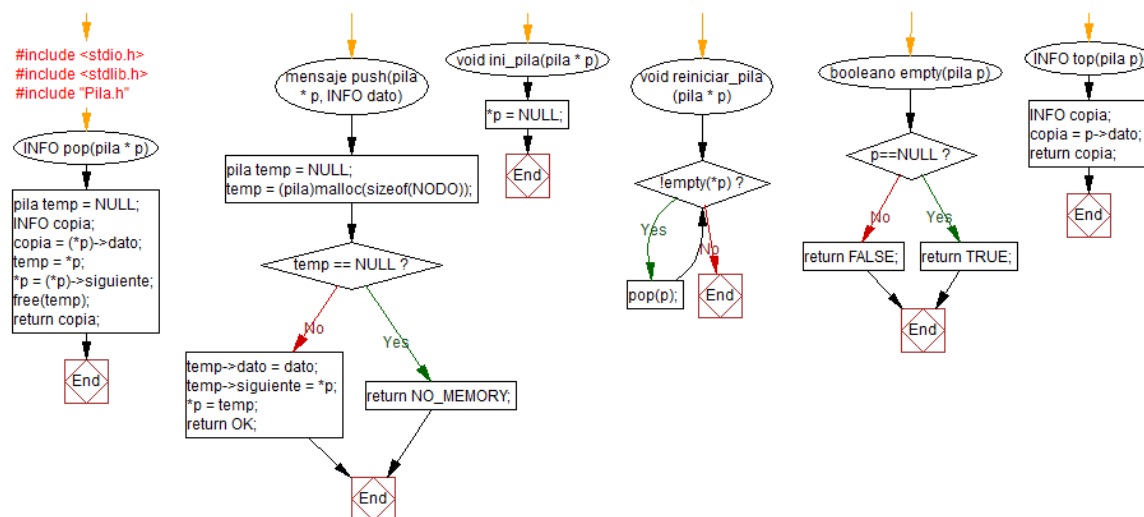 #include <stdio.h>
#include <stdlib.h>
#include "Pila.h"
INFO pop(pila * p)
pila temp = NULL;
INFO copia;
copia = (*p)->dato;
temp = *p;
*p = (*p)->siguiente;
free(temp);
return copia;
End
mensaje push(pila
* p, INFO dato)
pila temp = NULL;
temp = (pila)malloc(sizeof(NODO));
temp == NULL ?
No
Yes
temp->dato = dato;
temp->siguiente = *p;
*p = temp;
return OK;
return NO_MEMORY;
End
void ini_pila(pila * p)
*p = NULL;
End
void reiniciar_pila
(pila * p)
!empty(*p) ?
Yes
No
pop(p);
End
booleano empty(pila p)
p==NULL ?
No
Yes
return FALSE;
return TRUE;
End
INFO top(pila p)
INFO copia;
copia = p->dato;
return copia;
End